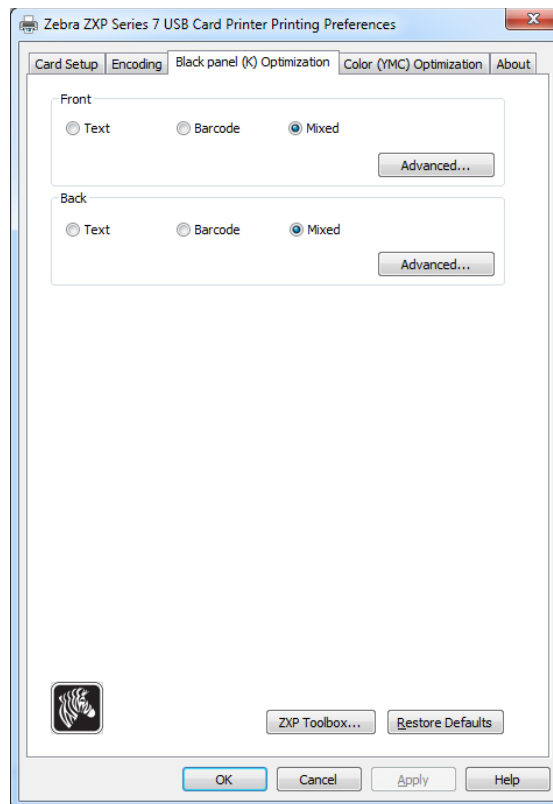 Zebra ZXP Series 7 USB Card Printer Printing Preferences
Card Setup Encoding Black panel (K) Optimization Color (YMC) Optimization About
Front
Text Barcode Mixed
Advanced...
Back
Text Barcode Mixed
Advanced...
ZXP Toolbox... Restore Defaults
OK Cancel Apply Help